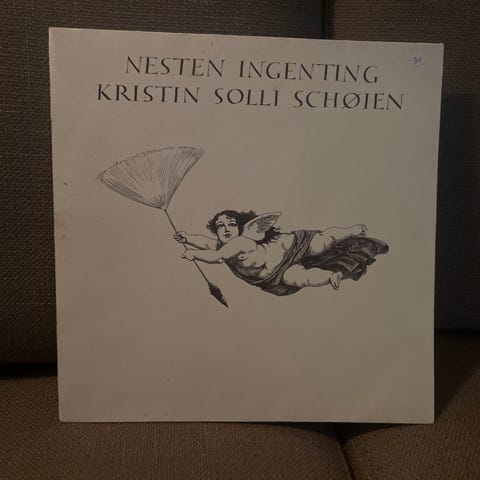 NESTEN INGENTING
KRISTIN SOLLI SCHØIEN